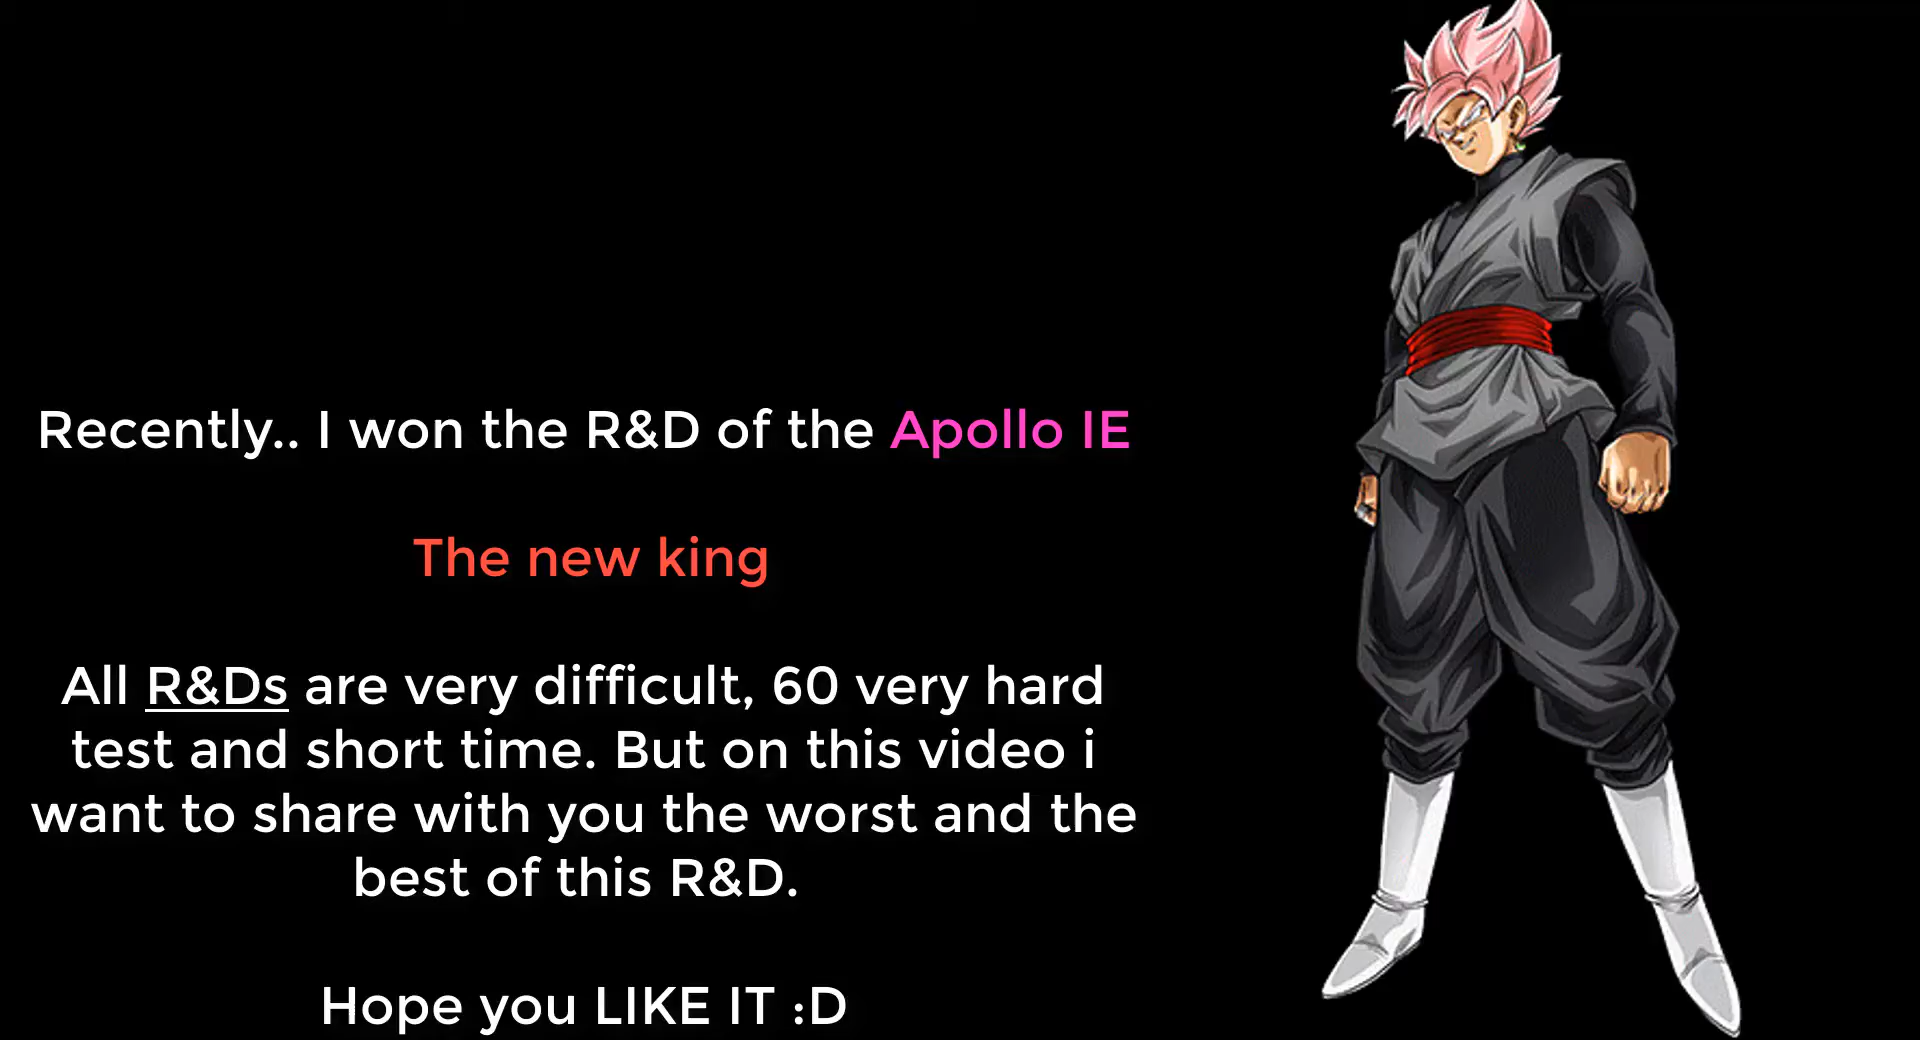 Recently.. I won the R&D of the Apollo IE
The new king
All R&Ds are very difficult, 60 very hard
test and short time. But on this video i
want to share with you the worst and the
best of this R&D.
Hope you LIKE IT :D